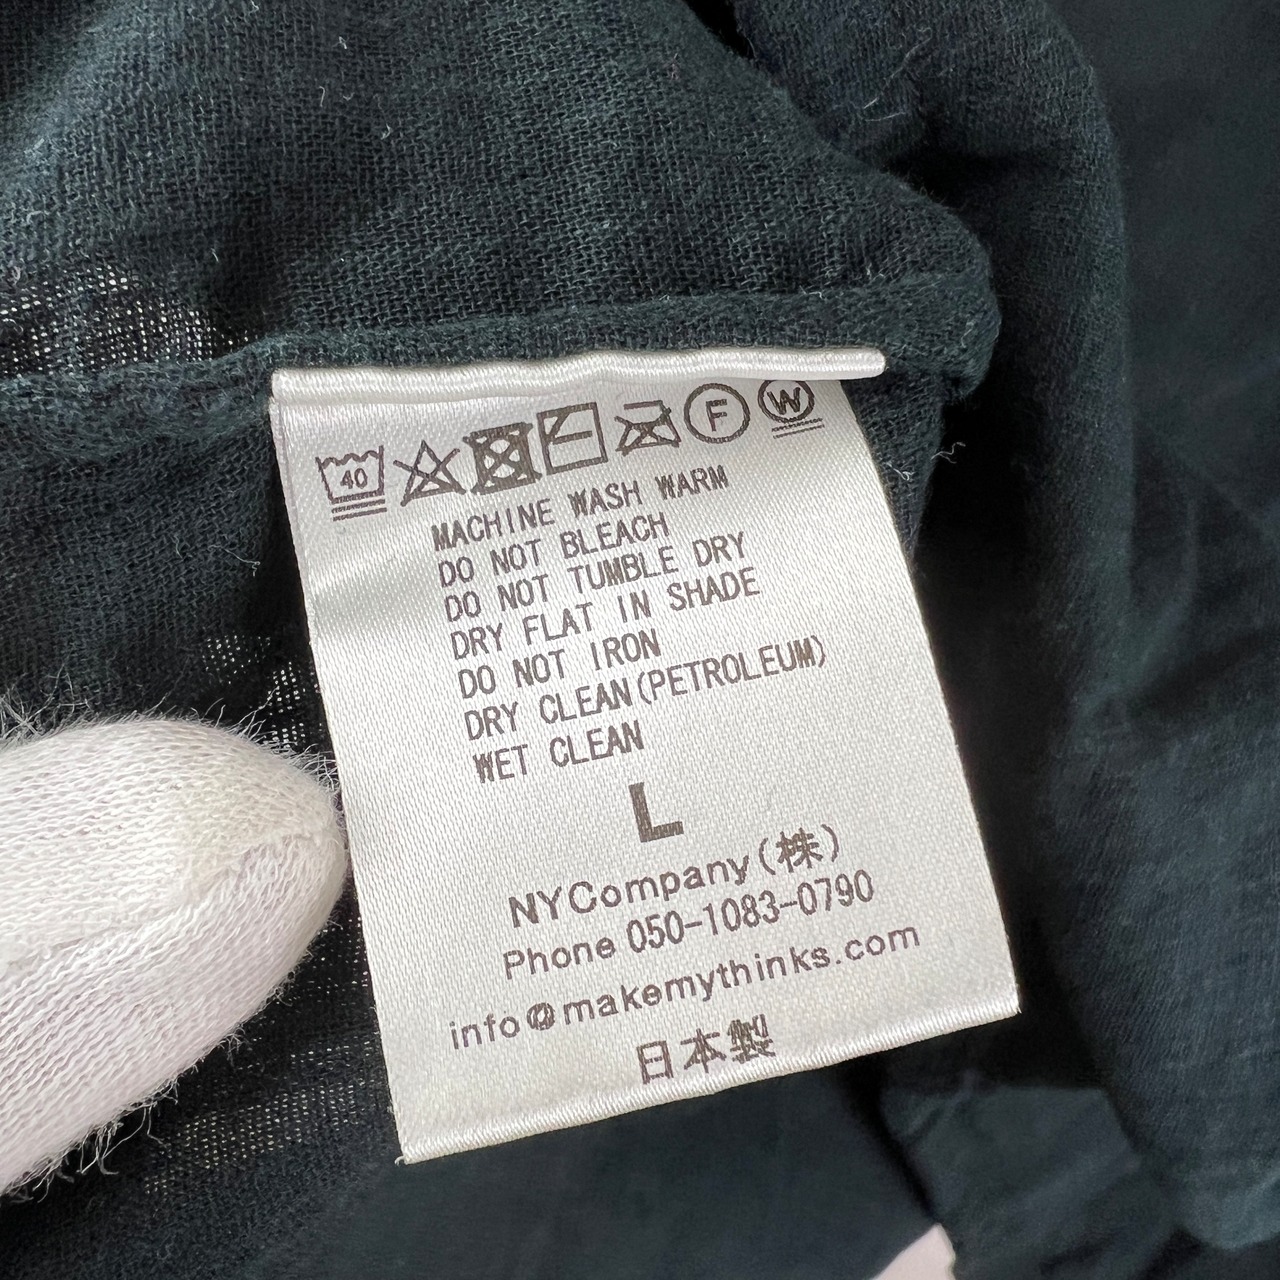 40 F W
MACHINE WASH WARM
DO NOT BLEACH
DO NOT TUMBLE DRY
DRY FLAT IN SHADE
DO NOT IRON
DRY CLEAN(PETROLEUM)
WET CLEAN
L
NYCompany(株)
Phone 050-1083-0790
info@makemythinks.com
日本製